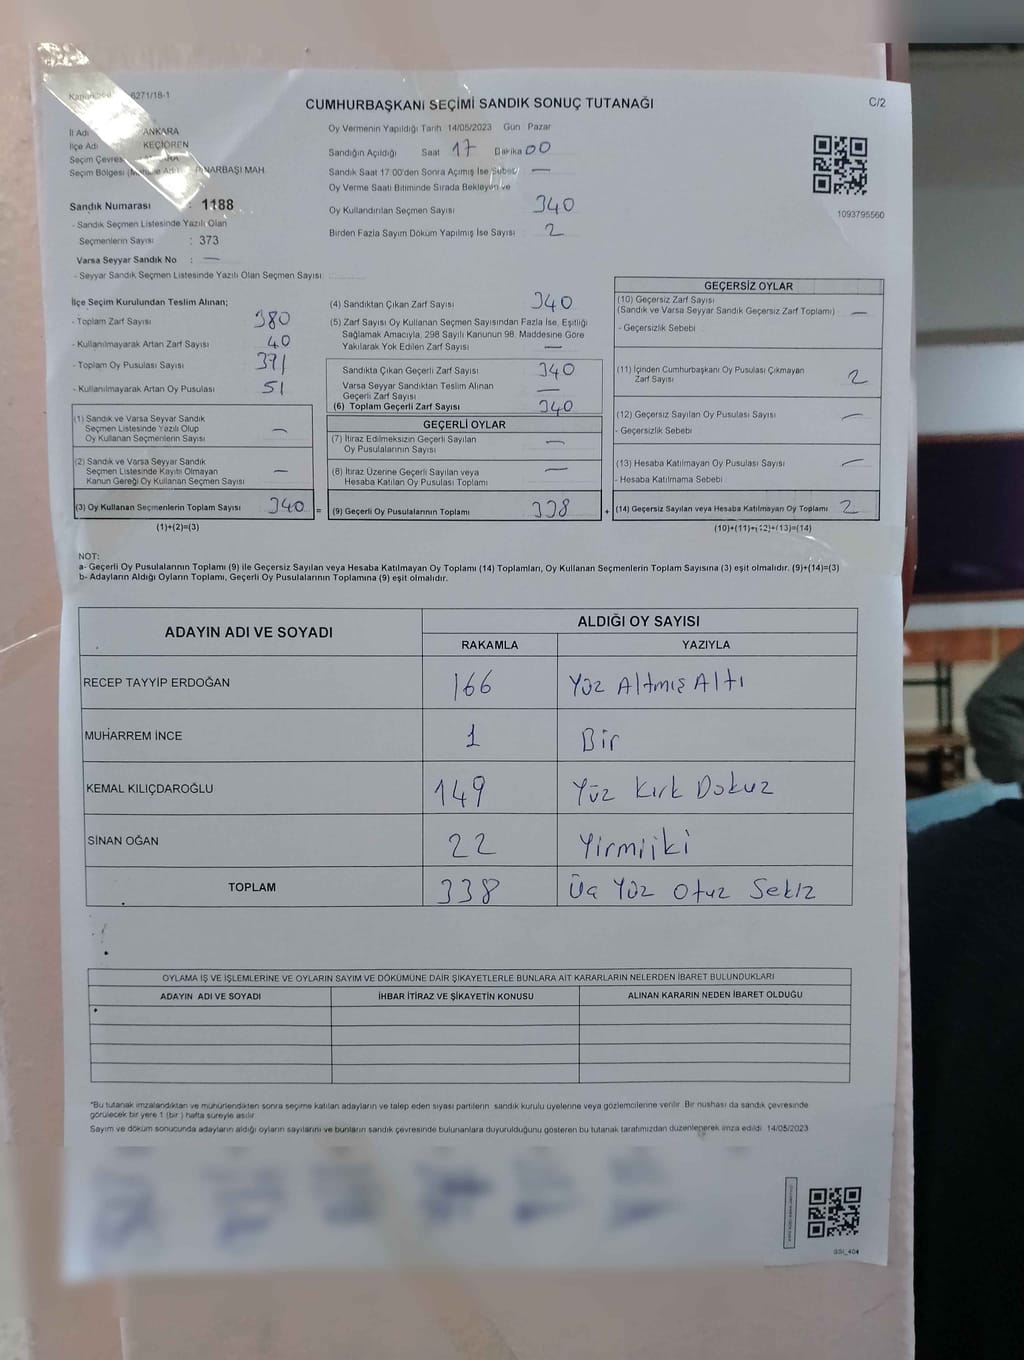 6271/18-1
CUMHURBAŞKANI SEÇİMİ SANDIK SONUÇ TUTANAĞI
C/2
İl Adı ANKARA
İlçe Adı KEÇİÖREN
Seçim Çevres
Seçim Bölgesi PINARBAŞI MAH.
Sandık Numarası : 1188
- Sandık Seçmen Listesinde Yazılı Olan
Seçmenlerin Sayısı : 373
Varsa Seyyar Sandık No : —
- Seyyar Sandık Seçmen Listesinde Yazılı Olan Seçmen Sayısı
Oy Vermenin Yapıldığı Tarih 14/05/2023 Gün Pazar
Sandığın Açıldığı Saat 17 Dakika 00
Sandık Saat 17:00'den Sonra Açılmış İse Sebebi —
Oy Verme Saati Bitiminde Sırada Bekleyen ve
Oy Kullandırılan Seçmen Sayısı 340
Birden Fazla Sayım Döküm Yapılmış İse Sayısı 2
1093795560
İlçe Seçim Kurulundan Teslim Alınan;
- Toplam Zarf Sayısı 380
- Kullanılmayarak Artan Zarf Sayısı 40
- Toplam Oy Pusulası Sayısı 391
- Kullanılmayarak Artan Oy Pusulası 51
(1) Sandık ve Varsa Seyyar Sandık
Seçmen Listesinde Yazılı Olup
Oy Kullanan Seçmenlerin Sayısı —
(2) Sandık ve Varsa Seyyar Sandık
Seçmen Listesinde Kayıtlı Olmayan
Kanun Gereği Oy Kullanan Seçmen Sayısı —
(3) Oy Kullanan Seçmenlerin Toplam Sayısı 340 =
(1)+(2)=(3)
(4) Sandıktan Çıkan Zarf Sayısı 340
(5) Zarf Sayısı Oy Kullanan Seçmen Sayısından Fazla İse, Eşitliği
Sağlamak Amacıyla, 298 Sayılı Kanunun 98. Maddesine Göre
Yakılarak Yok Edilen Zarf Sayısı —
Sandıkta Çıkan Geçerli Zarf Sayısı 340
Varsa Seyyar Sandıktan Teslim Alınan
Geçerli Zarf Sayısı —
(6) Toplam Geçerli Zarf Sayısı 340
GEÇERLİ OYLAR
(7) İtiraz Edilmeksizin Geçerli Sayılan
Oy Pusulalarının Sayısı —
(8) İtiraz Üzerine Geçerli Sayılan veya
Hesaba Katılan Oy Pusulası Toplamı —
(9) Geçerli Oy Pusulalarının Toplamı 338 +
GEÇERSİZ OYLAR
(10) Geçersiz Zarf Sayısı
(Sandık ve Varsa Seyyar Sandık Geçersiz Zarf Toplamı) —
- Geçersizlik Sebebi
(11) İçinden Cumhurbaşkanı Oy Pusulası Çıkmayan
Zarf Sayısı 2
(12) Geçersiz Sayılan Oy Pusulası Sayısı —
- Geçersizlik Sebebi
(13) Hesaba Katılmayan Oy Pusulası Sayısı —
- Hesaba Katılmama Sebebi
(14) Geçersiz Sayılan veya Hesaba Katılmayan Oy Toplamı 2
(10)+(11)+(12)+(13)=(14)
NOT:
a- Geçerli Oy Pusulalarının Toplamı (9) ile Geçersiz Sayılan veya Hesaba Katılmayan Oy Toplamı (14) Toplamları, Oy Kullanan Seçmenlerin Toplam Sayısına (3) eşit olmalıdır. (9)+(14)=(3)
b- Adayların Aldığı Oyların Toplamı, Geçerli Oy Pusulalarının Toplamına (9) eşit olmalıdır.
ADAYIN ADI VE SOYADI ALDIĞI OY SAYISI
RAKAMLA YAZIYLA
RECEP TAYYİP ERDOĞAN 166 Yüz Altmış Altı
MUHARREM İNCE 1 Bir
KEMAL KILIÇDAROĞLU 149 Yüz Kırk Dokuz
SİNAN OĞAN 22 Yirmiiki
TOPLAM 338 Üç Yüz Otuz Sekiz
OYLAMA İŞ VE İŞLEMLERİNE VE OYLARIN SAYIM VE DÖKÜMÜNE DAİR ŞİKAYETLERLE BUNLARA AİT KARARLARIN NELERDEN İBARET BULUNDUKLARI
ADAYIN ADI VE SOYADI İHBAR İTİRAZ VE ŞİKAYETİN KONUSU ALINAN KARARIN NEDEN İBARET OLDUĞU
*Bu tutanak imzalandıktan ve mühürlendikten sonra seçime katılan adayların ve talep eden siyasi partilerin sandık kurulu üyelerine veya gözlemcilerine verilir. Bir nüshası da sandık çevresinde
görülecek bir yere 1 (bir) hafta süreyle asılır.
Sayım ve döküm sonucunda adayların aldığı oyların sayılarını ve bunların sandık çevresinde bulunanlara duyurulduğunu gösteren bu tutanak tarafımızdan düzenlenerek imza edildi. 14/05/2023
GSI_404